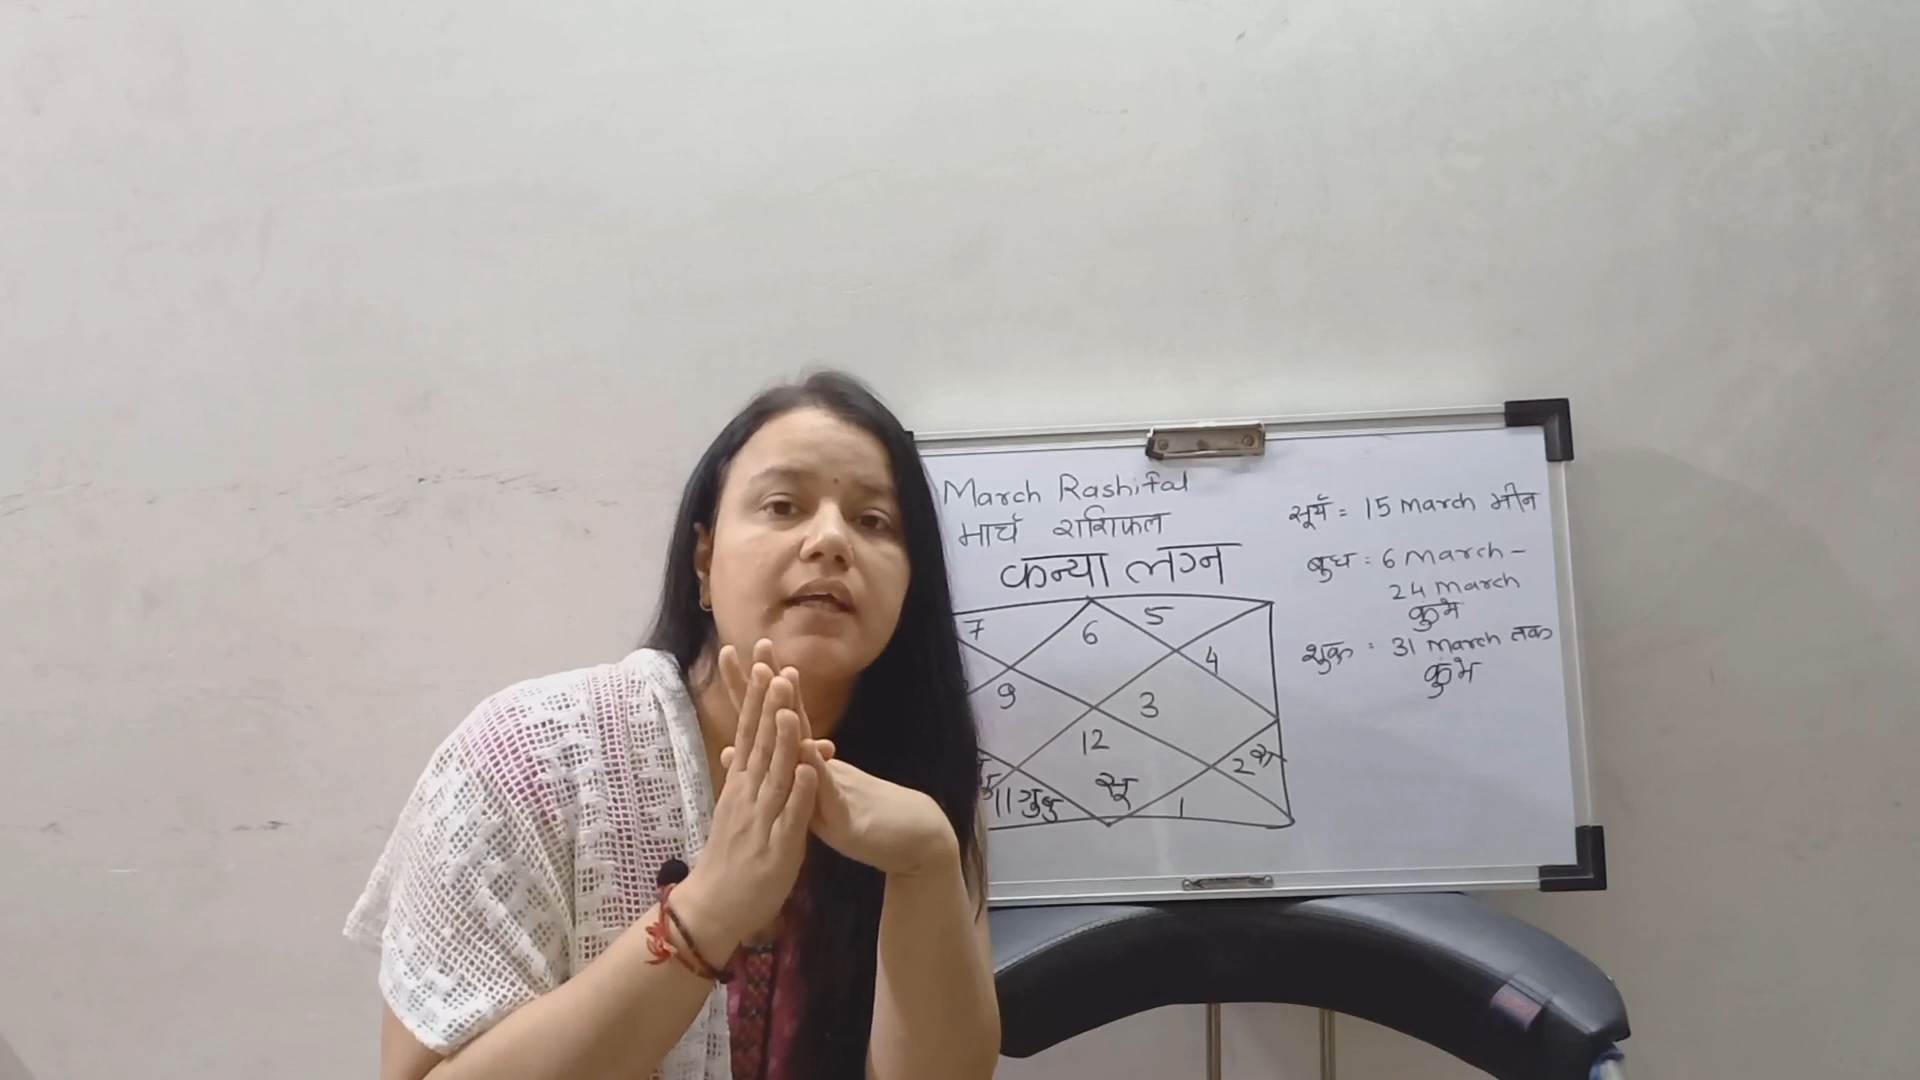 March Rashifal
मार्च राशिफल
कन्या लग्न
7
6
5
4
9
3
12
2 रा
11 गुरु
सू
1
सूर्य = 15 March मीन
बुध : 6 March -
24 March
कुंभ
शुक्र : 31 March तक
कुंभ